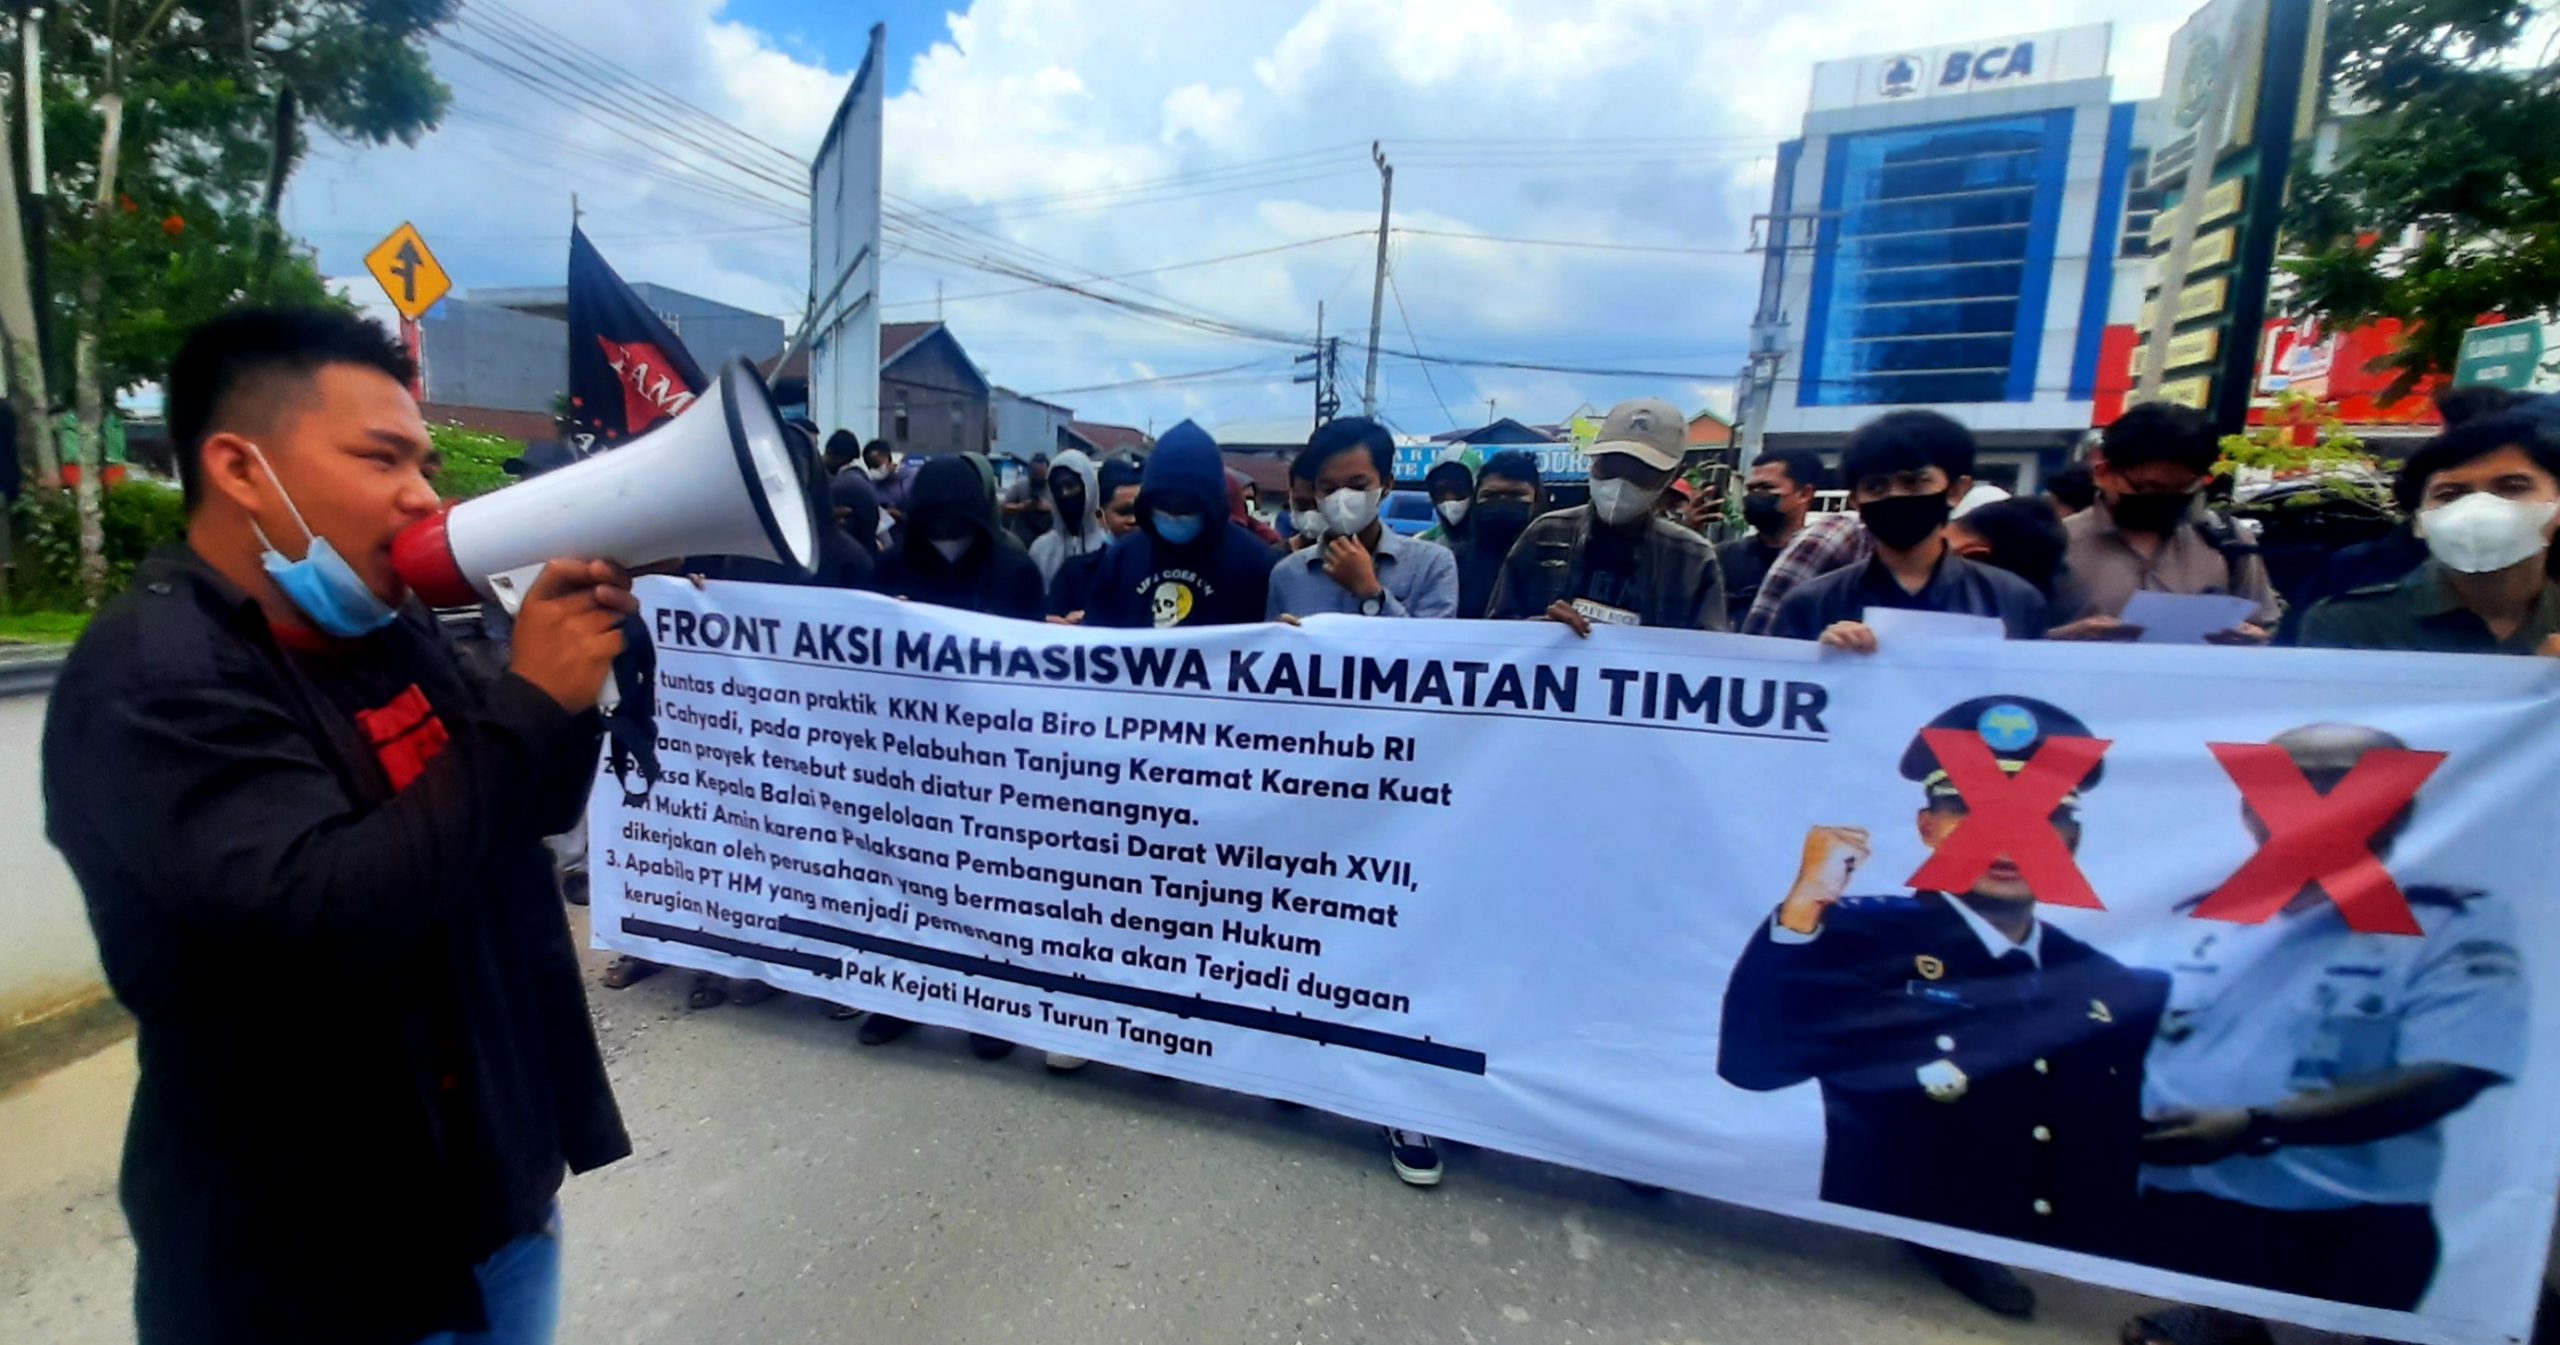 BCA
FAM
FRONT AKSI MAHASISWA KALIMATAN TIMUR
tuntas dugaan praktik KKN Kepala Biro LPPMN Kemenhub RI
i Cahyadi, pada proyek Pelabuhan Tanjung Keramat Karena Kuat
aan proyek tersebut sudah diatur Pemenangnya.
2. Kepala Balai Pengelolaan Transportasi Darat Wilayah XVII,
Mukti Amin karena Pelaksana Pembangunan Tanjung Keramat
dikerjakan oleh perusahaan yang bermasalah dengan Hukum
3. Apabila PT HM yang menjadi pemenang maka akan Terjadi dugaan
kerugian Negara
Pak Kejati Harus Turun Tangan